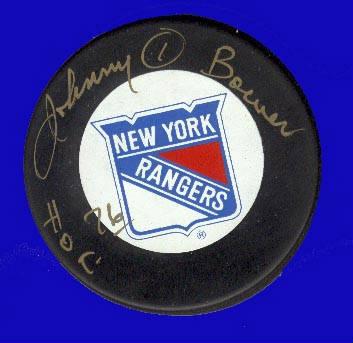 Johnny ① Bower
NEW YORK
RANGERS
®
HOF 76